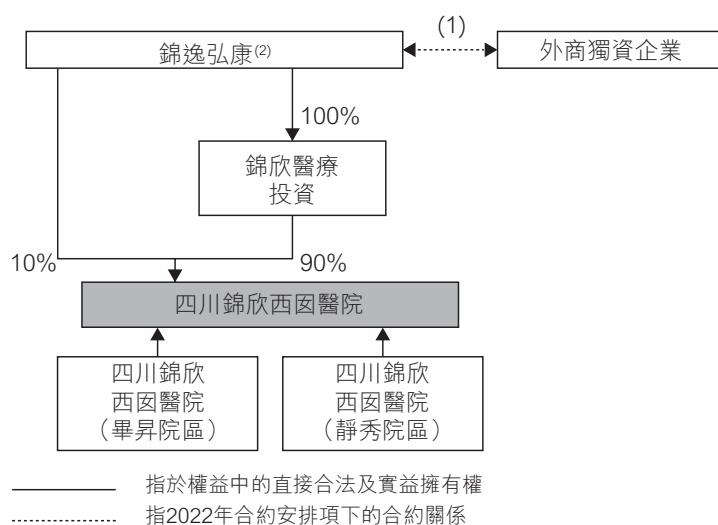 (1)
錦逸弘康(2)
外商獨資企業
100%
錦欣醫療
投資
10%
90%
四川錦欣西囡醫院
四川錦欣
西囡醫院
（畢昇院區）
四川錦欣
西囡醫院
（靜秀院區）
指於權益中的直接合法及實益擁有權
指2022年合約安排項下的合約關係